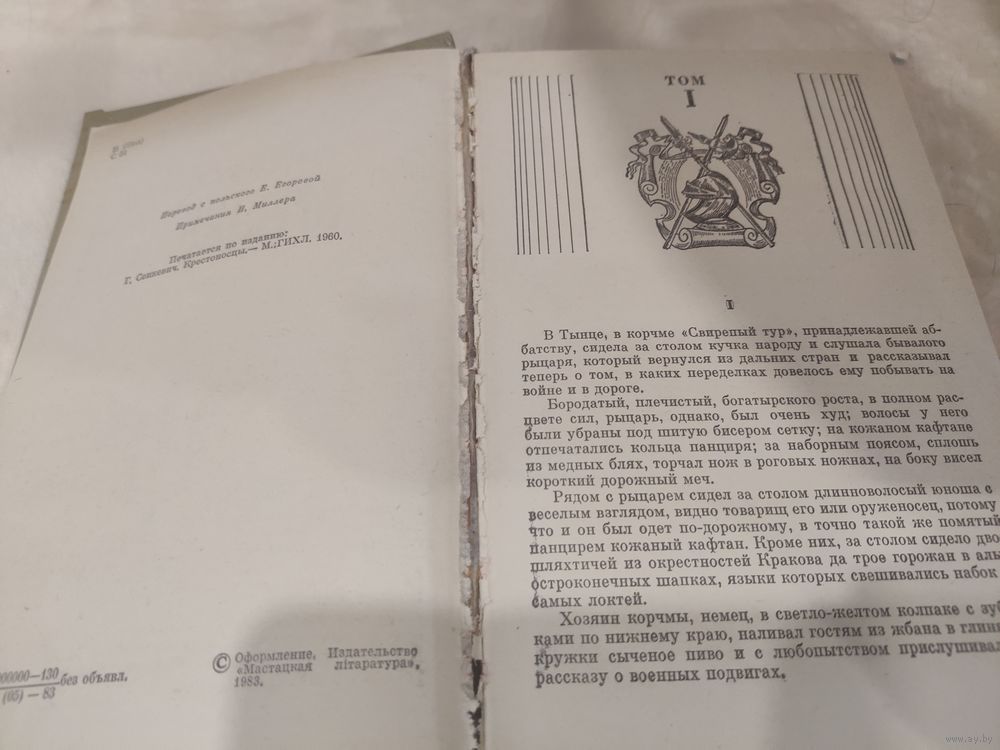 С
Перевод с польского Е. Егоровой
Примечания И. Миллера
Печатается по изданию:
Г. Сенкевич. Крестоносцы.— М.:ГИХЛ. 1960.
000000—130
(05) — 83
без объявл.
© Оформление. Издательство
«Мастацкая літаратура»,
1983.
ТОМ
I
I
В Тынце, в корчме «Свирепый тур», принадлежавшей аб-
батству, сидела за столом кучка народу и слушала бывалого
рыцаря, который вернулся из дальних стран и рассказывал
теперь о том, в каких переделках довелось ему побывать на
войне и в дороге.
Бородатый, плечистый, богатырского роста, в полном рас-
цвете сил, рыцарь, однако, был очень худ; волосы у него
были убраны под шитую бисером сетку; на кожаном кафтане
отпечатались кольца панциря; за наборным поясом, сплошь
из медных блях, торчал нож в роговых ножнах, на боку висел
короткий дорожный меч.
Рядом с рыцарем сидел за столом длинноволосый юноша с
веселым взглядом, видно товарищ его или оруженосец, потому
что и он был одет по-дорожному, в точно такой же помятый
панцирем кожаный кафтан. Кроме них, за столом сидело дво
шляхтичей из окрестностей Кракова да трое горожан в алы
остроконечных шапках, языки которых свешивались набок
самых локтей.
Хозяин корчмы, немец, в светло-желтом колпаке с зуб
ками по нижнему краю, наливал гостям из жбана в глин
кружки сыченое пиво и с любопытством прислушивал
рассказу о военных подвигах.
www.ay.by